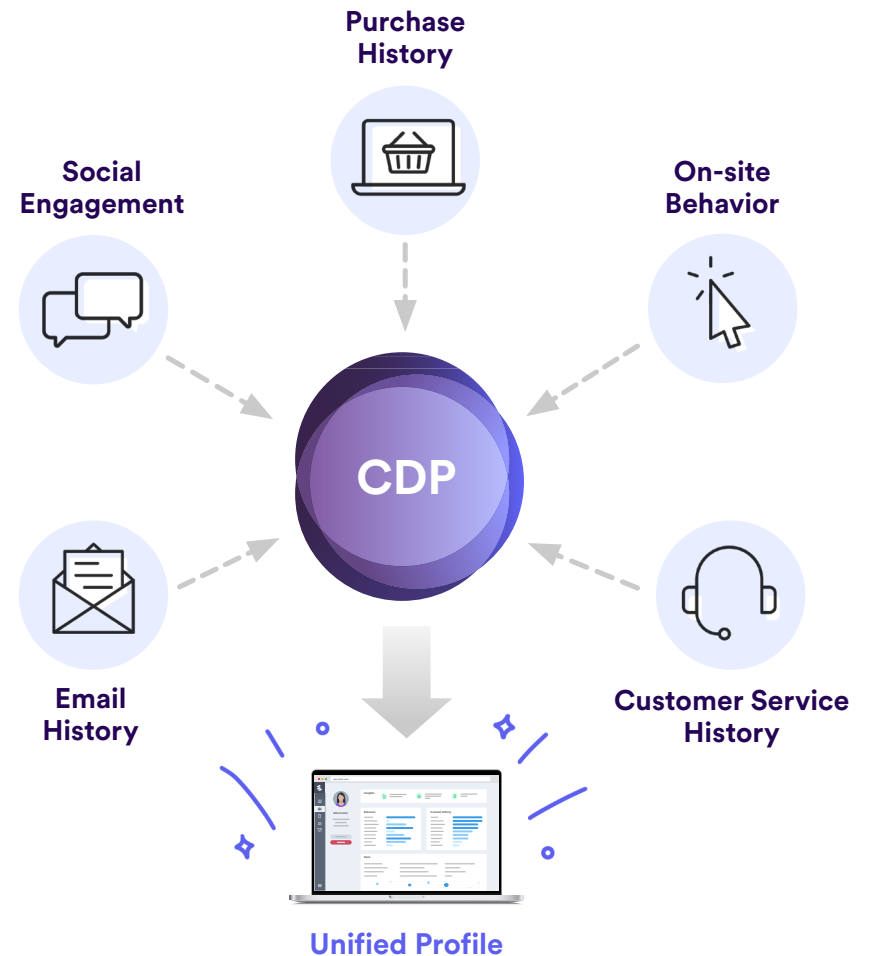 Purchase
History
Social
Engagement
On-site
Behavior
CDP
Email
History
Customer Service
History
Unified Profile